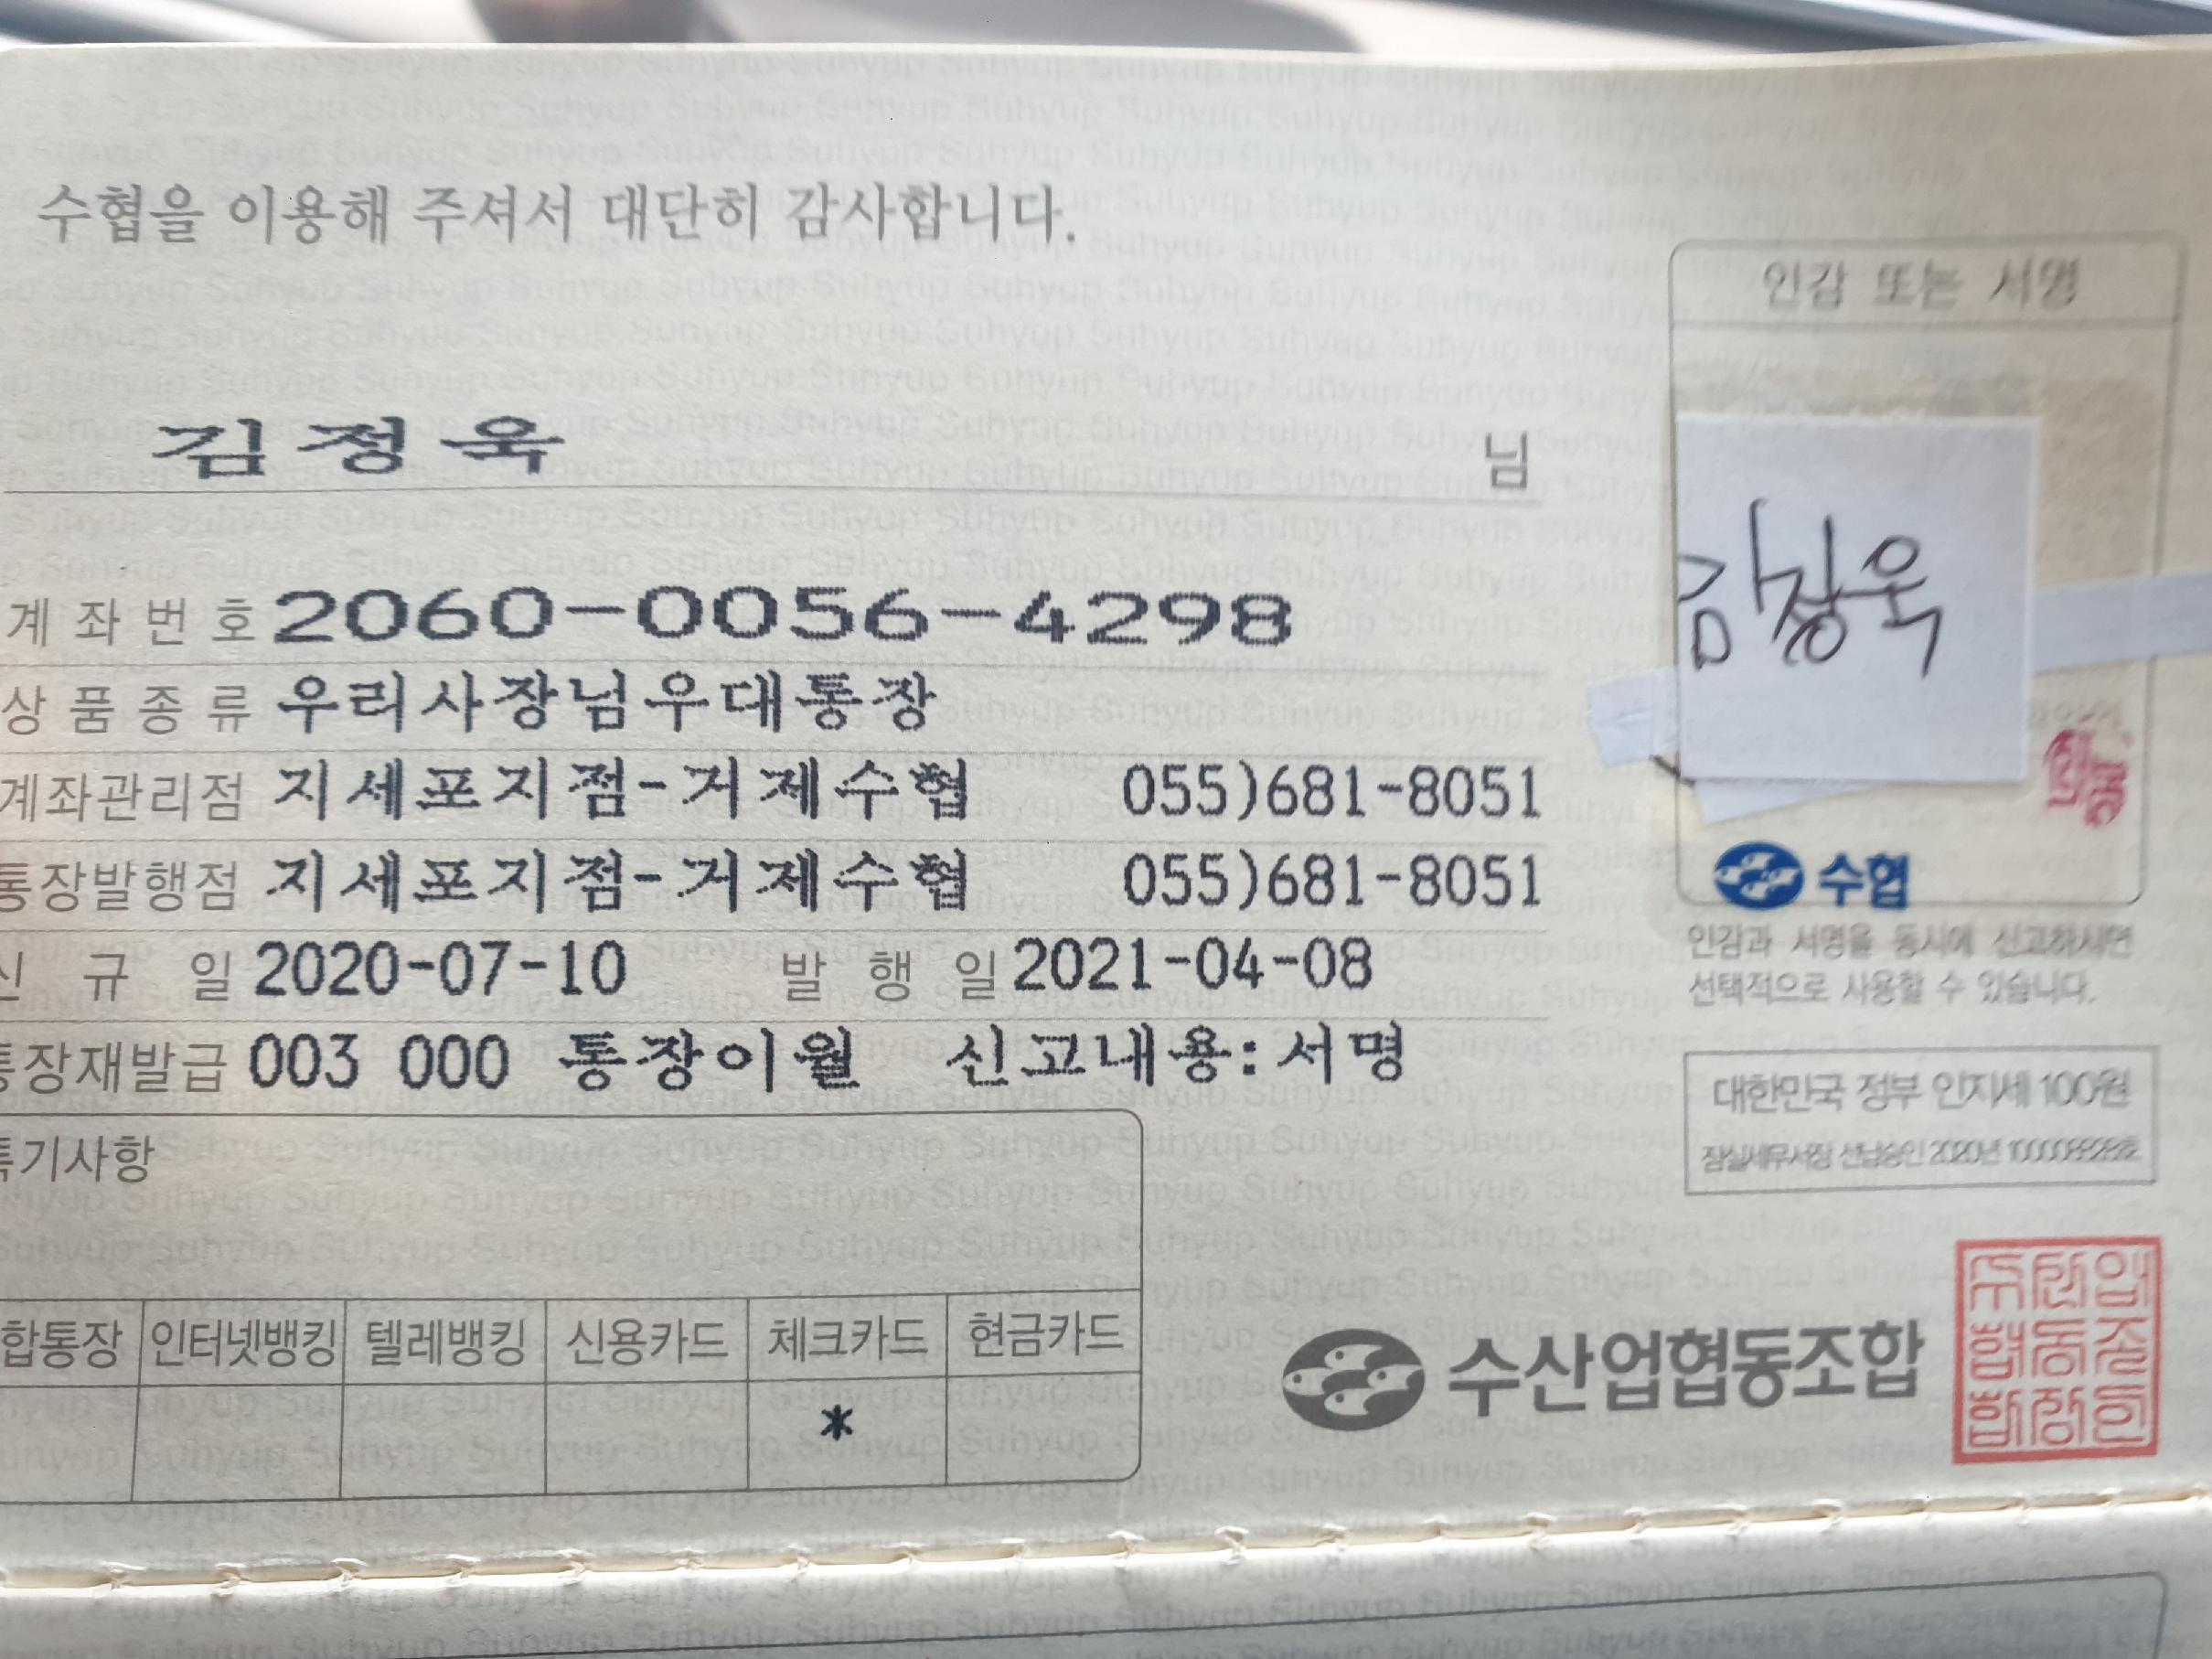 수협을 이용해 주셔서 대단히 감사합니다.
인감 또는 서명
김정욱 님
김정욱
계좌번호 2060-0056-4298
상품종류 우리사장님우대통장
계좌관리점 지세포지점-거제수협 055)681-8051
통장발행점 지세포지점-거제수협 055)681-8051
수협
신규일 2020-07-10 발행일 2021-04-08
인감과 서명을 동시에 신고하시면
선택적으로 사용할 수 있습니다.
통장재발급 003 000 통장이월 신고내용:서명
대한민국 정부 인지세 100원
잠실세무서장 선납승인 2020년
특기사항
합통장 인터넷뱅킹 텔레뱅킹 신용카드 체크카드 현금카드
*
수산업협동조합